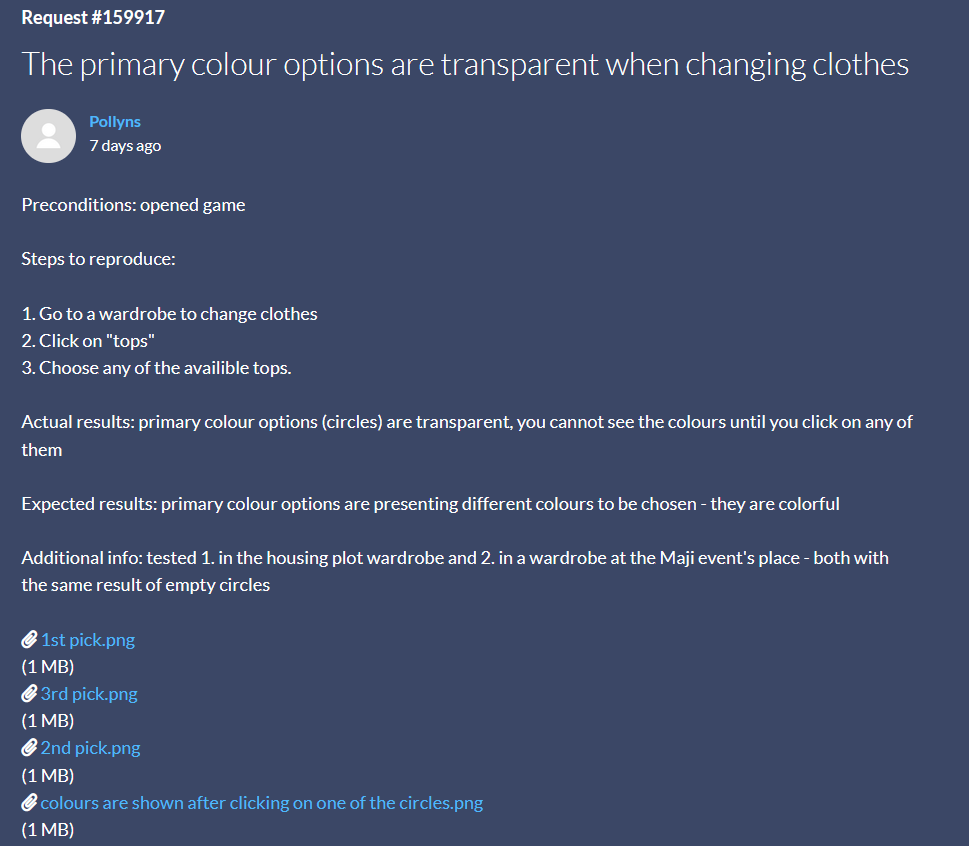 Request #159917
The primary colour options are transparent when changing clothes
Pollyns
7 days ago
Preconditions: opened game
Steps to reproduce:
1. Go to a wardrobe to change clothes
2. Click on "tops"
3. Choose any of the availible tops.
Actual results: primary colour options (circles) are transparent, you cannot see the colours until you click on any of
them
Expected results: primary colour options are presenting different colours to be chosen - they are colorful
Additional info: tested 1. in the housing plot wardrobe and 2. in a wardrobe at the Maji event's place - both with
the same result of empty circles
1st pick.png
(1 MB)
3rd pick.png
(1 MB)
2nd pick.png
(1 MB)
colours are shown after clicking on one of the circles.png
(1 MB)